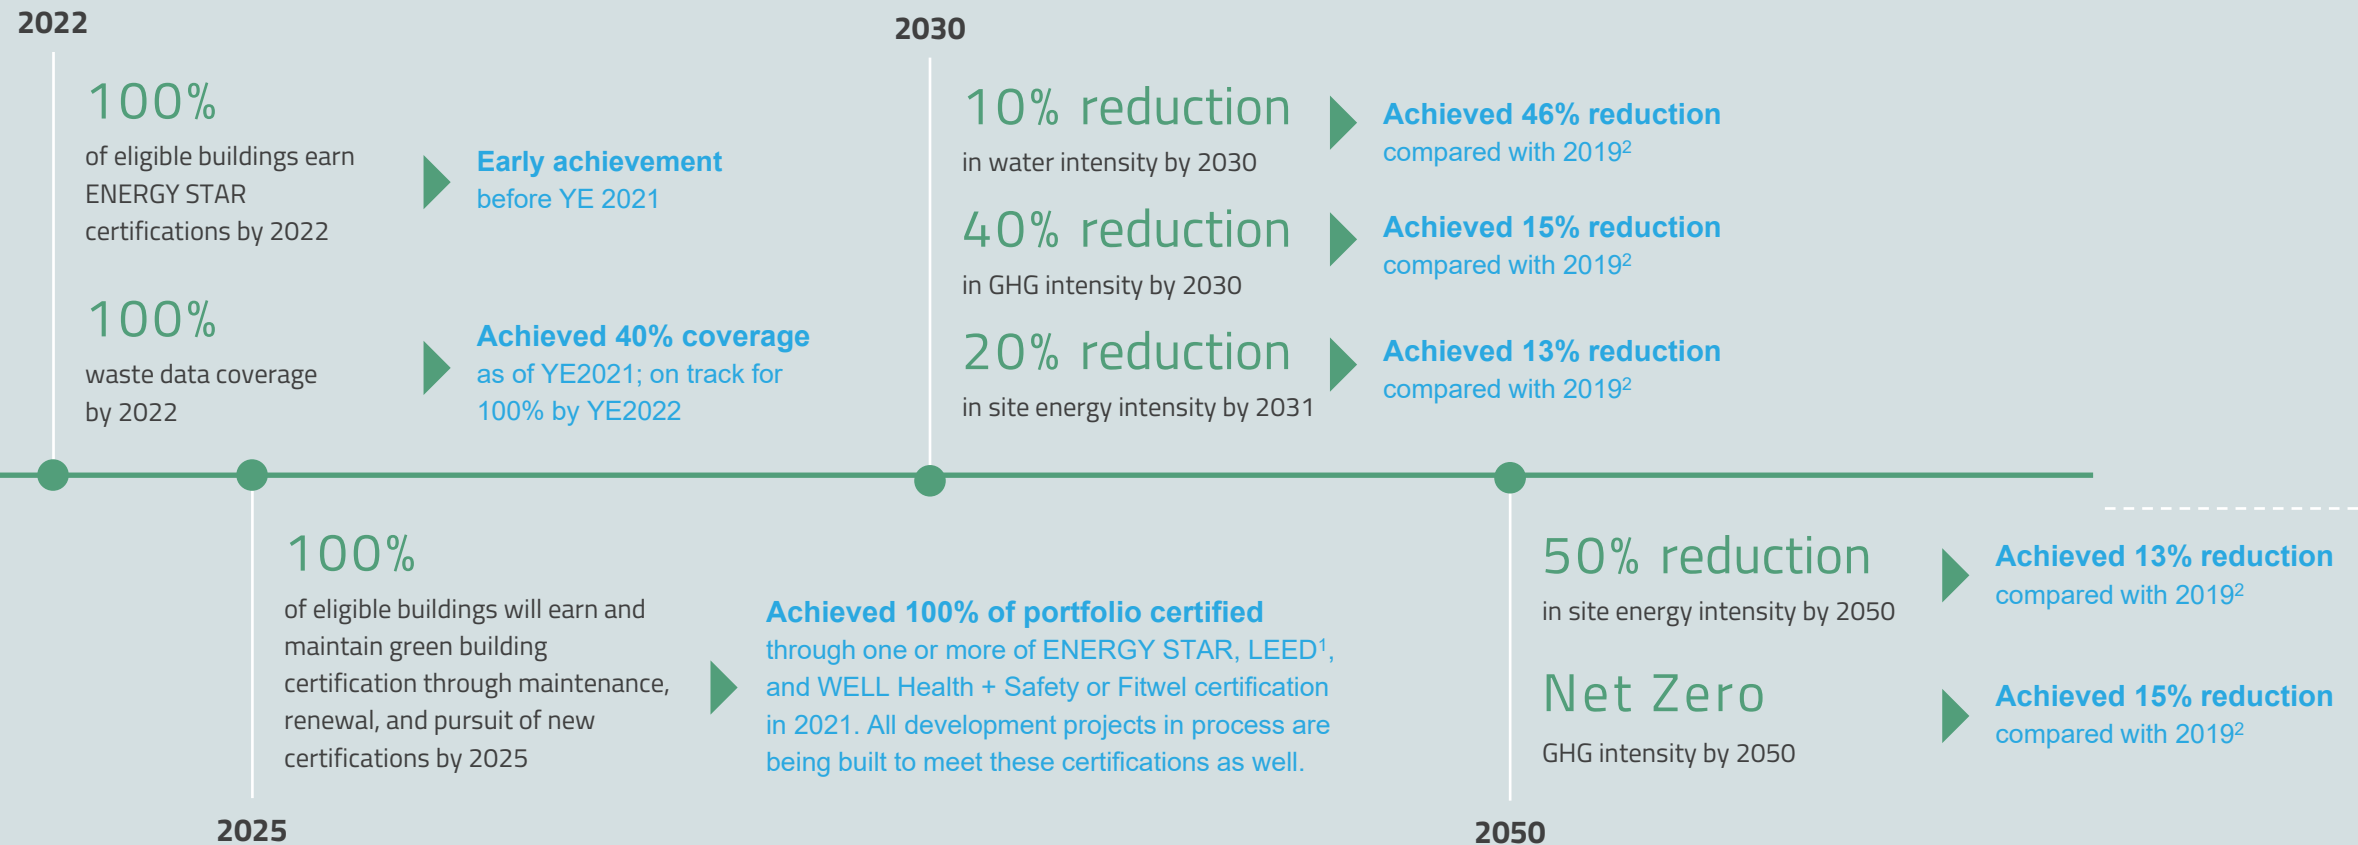 2022
100%
of eligible buildings earn
ENERGY STAR
certifications by 2022
Early achievement
before YE 2021
100%
waste data coverage
by 2022
Achieved 40% coverage
as of YE2021; on track for
100% by YE2022
2030
10% reduction
in water intensity by 2030
Achieved 46% reduction
compared with 2019²
40% reduction
in GHG intensity by 2030
Achieved 15% reduction
compared with 2019²
20% reduction
in site energy intensity by 2031
Achieved 13% reduction
compared with 2019²
100%
of eligible buildings will earn and
maintain green building
certification through maintenance,
renewal, and pursuit of new
certifications by 2025
Achieved 100% of portfolio certified
through one or more of ENERGY STAR, LEED¹,
and WELL Health + Safety or Fitwel certification
in 2021. All development projects in process are
being built to meet these certifications as well.
2025
50% reduction
in site energy intensity by 2050
Achieved 13% reduction
compared with 2019²
Net Zero
GHG intensity by 2050
Achieved 15% reduction
compared with 2019²
2050